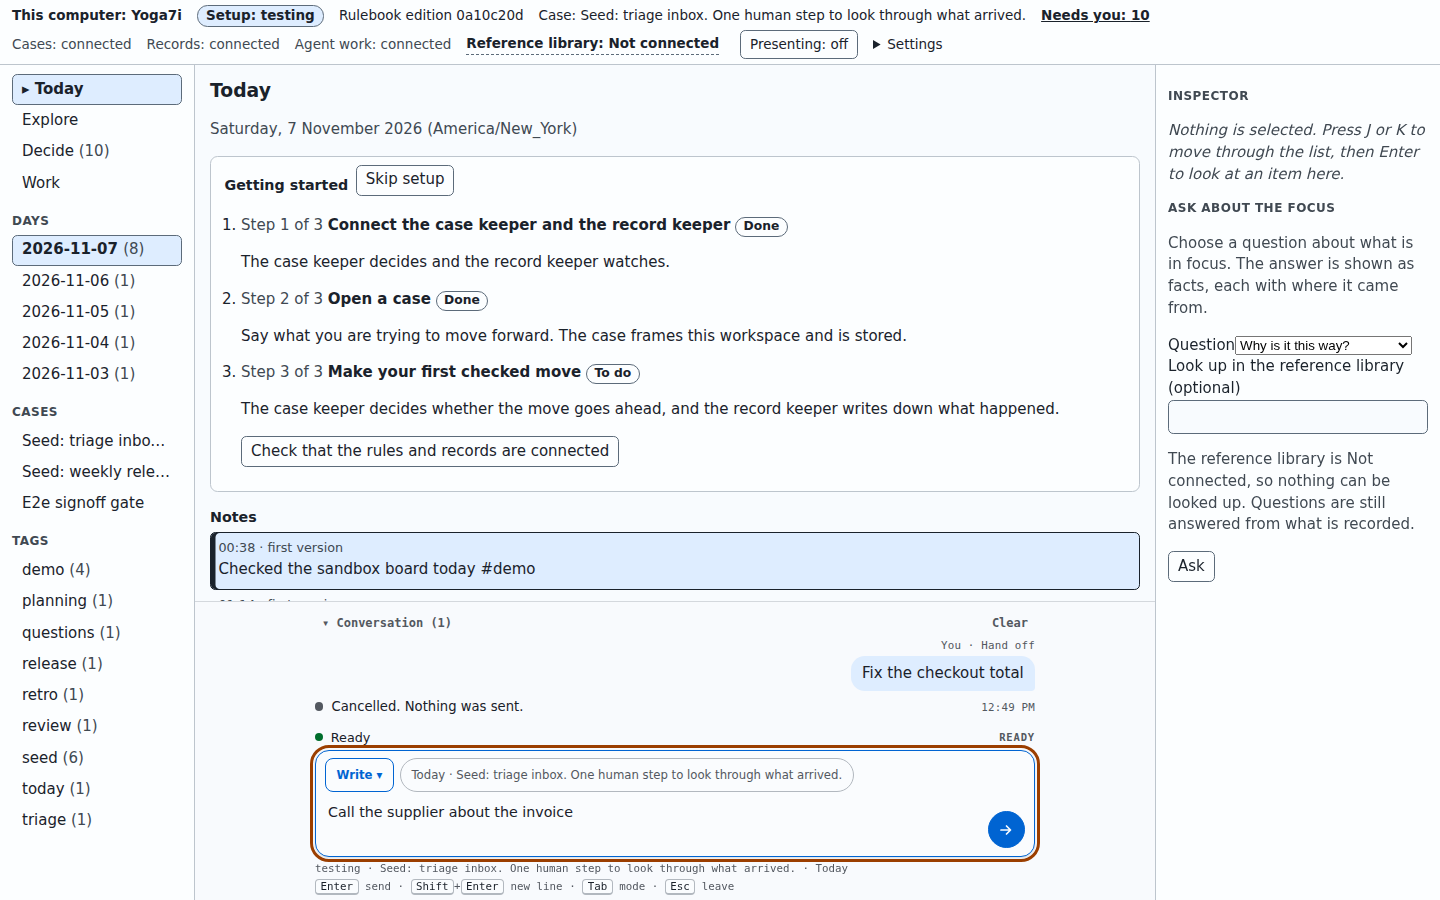 This computer: Yoga7i Setup: testing Rulebook edition 0a10c20d Case: Seed: triage inbox. One human step to look through what arrived. Needs you: 10
Cases: connected Records: connected Agent work: connected Reference library: Not connected Presenting: off ▶ Settings
▸ Today
Explore
Decide (10)
Work
DAYS
2026-11-07 (8)
2026-11-06 (1)
2026-11-05 (1)
2026-11-04 (1)
2026-11-03 (1)
CASES
Seed: triage inbo…
Seed: weekly rele…
E2e signoff gate
TAGS
demo (4)
planning (1)
questions (1)
release (1)
retro (1)
review (1)
seed (6)
today (1)
triage (1)
Today
Saturday, 7 November 2026 (America/New_York)
Getting started Skip setup
1. Step 1 of 3 Connect the case keeper and the record keeper Done
The case keeper decides and the record keeper watches.
2. Step 2 of 3 Open a case Done
Say what you are trying to move forward. The case frames this workspace and is stored.
3. Step 3 of 3 Make your first checked move To do
The case keeper decides whether the move goes ahead, and the record keeper writes down what happened.
Check that the rules and records are connected
Notes
00:38 · first version
Checked the sandbox board today #demo
▾ Conversation (1) Clear
You · Hand off
Fix the checkout total
Cancelled. Nothing was sent. 12:49 PM
Ready READY
Write ▾ Today · Seed: triage inbox. One human step to look through what arrived.
Call the supplier about the invoice
testing · Seed: triage inbox. One human step to look through what arrived. · Today
Enter send · Shift+Enter new line · Tab mode · Esc leave
INSPECTOR
Nothing is selected. Press J or K to
move through the list, then Enter
to look at an item here.
ASK ABOUT THE FOCUS
Choose a question about what is
in focus. The answer is shown as
facts, each with where it came
from.
Question Why is it this way?
Look up in the reference library
(optional)
The reference library is Not
connected, so nothing can be
looked up. Questions are still
answered from what is recorded.
Ask